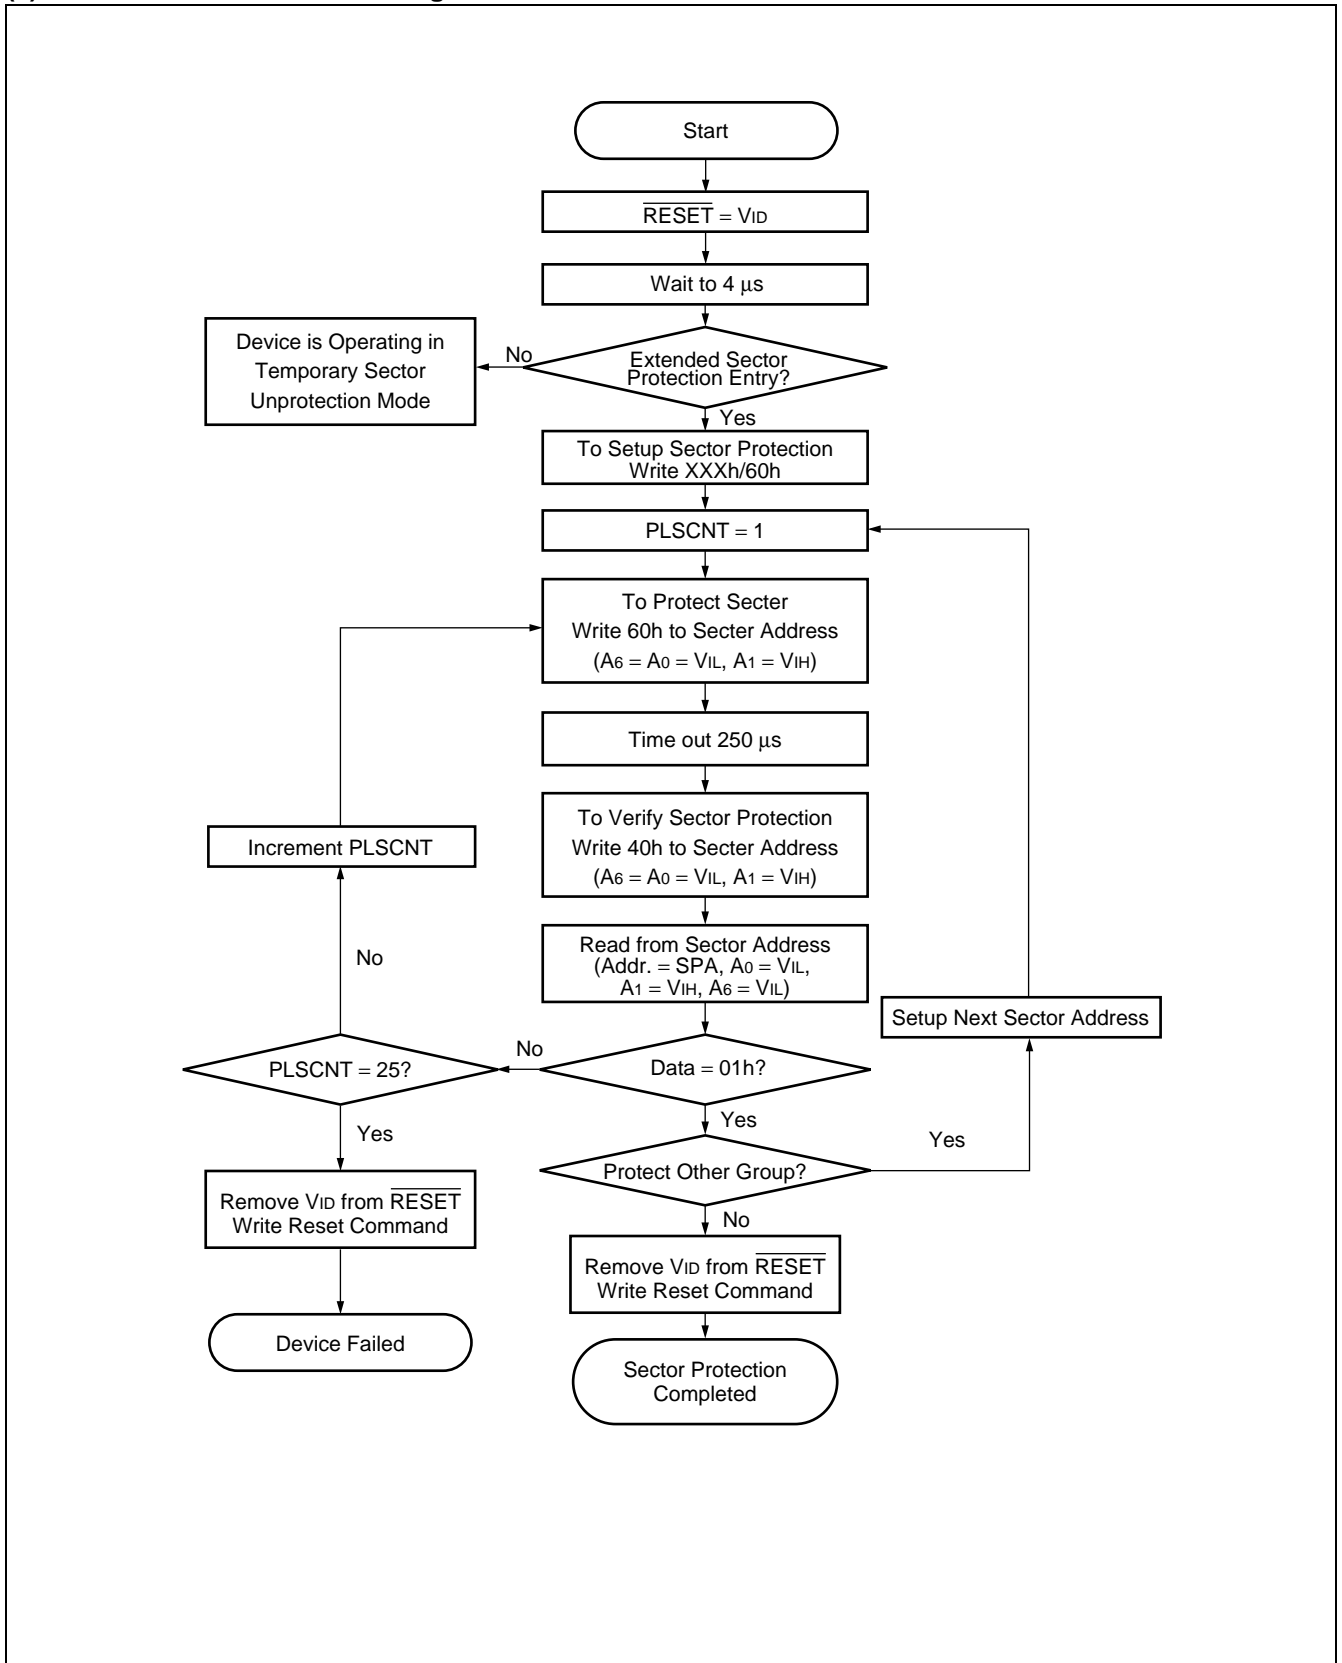 Start
RESET = VID
Wait to 4 µs
Device is Operating in
Temporary Sector
Unprotection Mode
No
Extended Sector
Protection Entry?
Yes
To Setup Sector Protection
Write XXXh/60h
PLSCNT = 1
To Protect Secter
Write 60h to Secter Address
(A6 = A0 = VIL, A1 = VIH)
Time out 250 µs
To Verify Sector Protection
Write 40h to Secter Address
(A6 = A0 = VIL, A1 = VIH)
Increment PLSCNT
Read from Sector Address
(Addr. = SPA, A0 = VIL,
A1 = VIH, A6 = VIL)
No
Setup Next Sector Address
PLSCNT = 25?
No
Data = 01h?
Yes
Yes
Yes
Protect Other Group?
Remove VID from RESET
Write Reset Command
No
Remove VID from RESET
Write Reset Command
Device Failed
Sector Protection
Completed